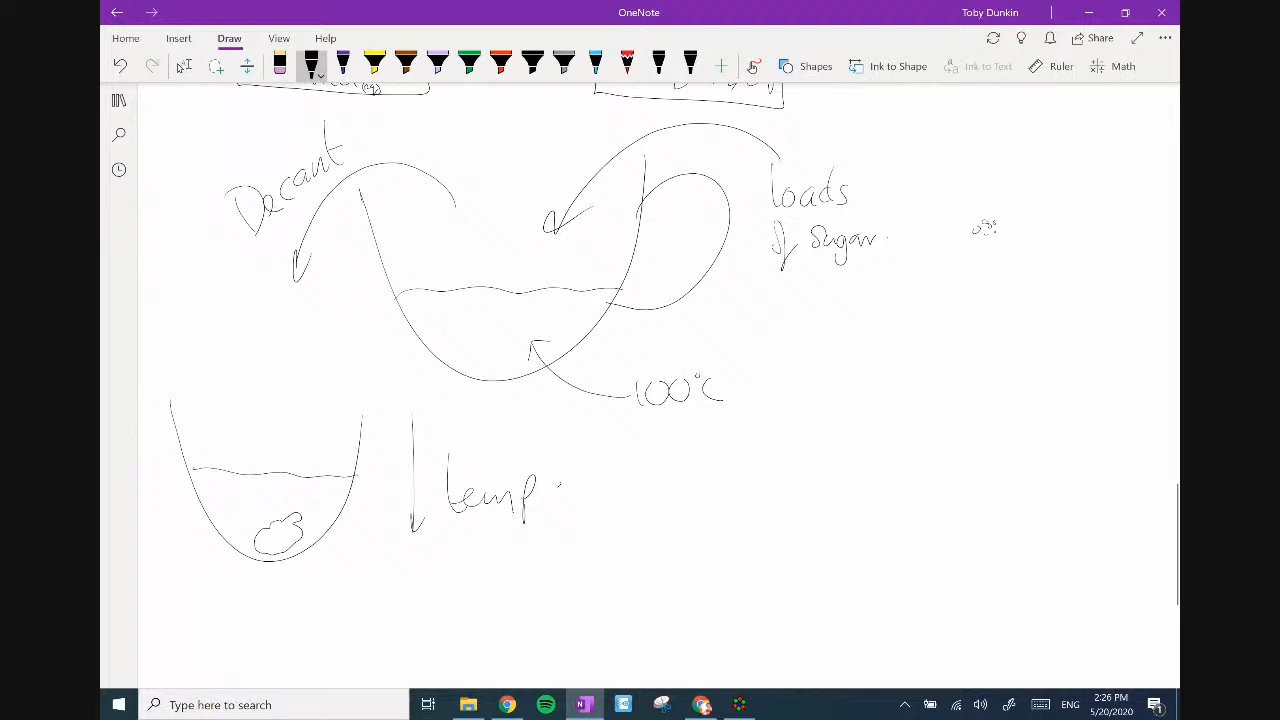 OneNote
Toby Dunkin
Home
Insert
Draw
View
Help
Share
Shapes
Ink to Shape
Ink to Text
Ruler
Math
Decant
loads
of sugar.
100°C
temp.
Type here to search
ENG
2:26 PM
5/20/2020
1